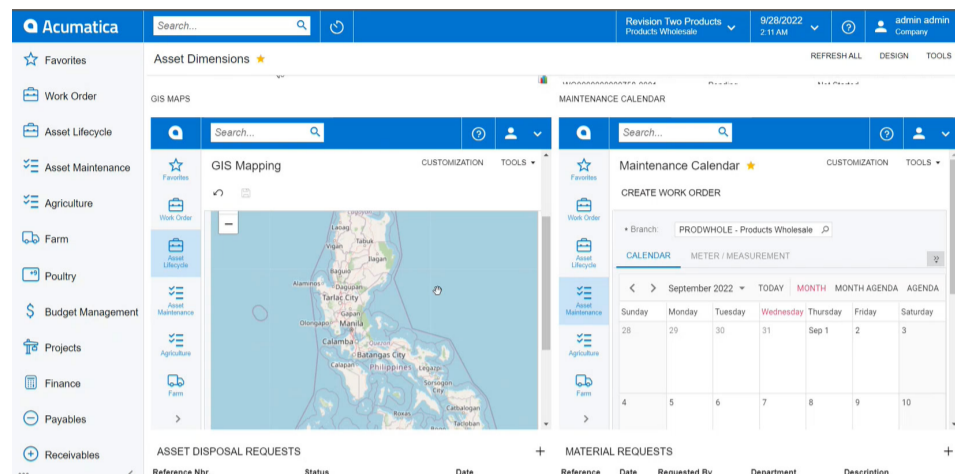 Acumatica
Search...
Revision Two Products
Products Wholesale
9/28/2022
2:11 AM
admin admin
Company
Favorites
Work Order
Asset Lifecycle
Asset Maintenance
Agriculture
Farm
Poultry
Budget Management
Projects
Finance
Payables
Receivables
Asset Dimensions
REFRESH ALL DESIGN TOOLS
GIS MAPS
Search...
Favorites
Work Order
Asset
Lifecycle
Asset
Maintenance
Agriculture
Farm
GIS Mapping
CUSTOMIZATION TOOLS
Laoag
Vigan
Tabuk
Ilagan
Baguio
Alaminos
Dagupan
Tarlac City
Gapan
Olongapo
Manila
Calamba
Quezon
Batangas City
Calapan
Philippines
Legazpi
Sorsogon
City
Roxas
Catbalogan
Tacloban
MAINTENANCE CALENDAR
Search...
Favorites
Work Order
Asset
Lifecycle
Asset
Maintenance
Agriculture
Farm
Maintenance Calendar
CUSTOMIZATION TOOLS
CREATE WORK ORDER
Branch: PRODWHOLE - Products Wholesale
CALENDAR METER / MEASUREMENT
September 2022 TODAY MONTH MONTH AGENDA AGENDA
Sunday Monday Tuesday Wednesday Thursday Friday Saturday
28 29 30 31 Sep 1 2 3
4 5 6 7 8 9 10
ASSET DISPOSAL REQUESTS
Reference Nbr. Status Date
MATERIAL REQUESTS
Reference Date Requested By Department Description